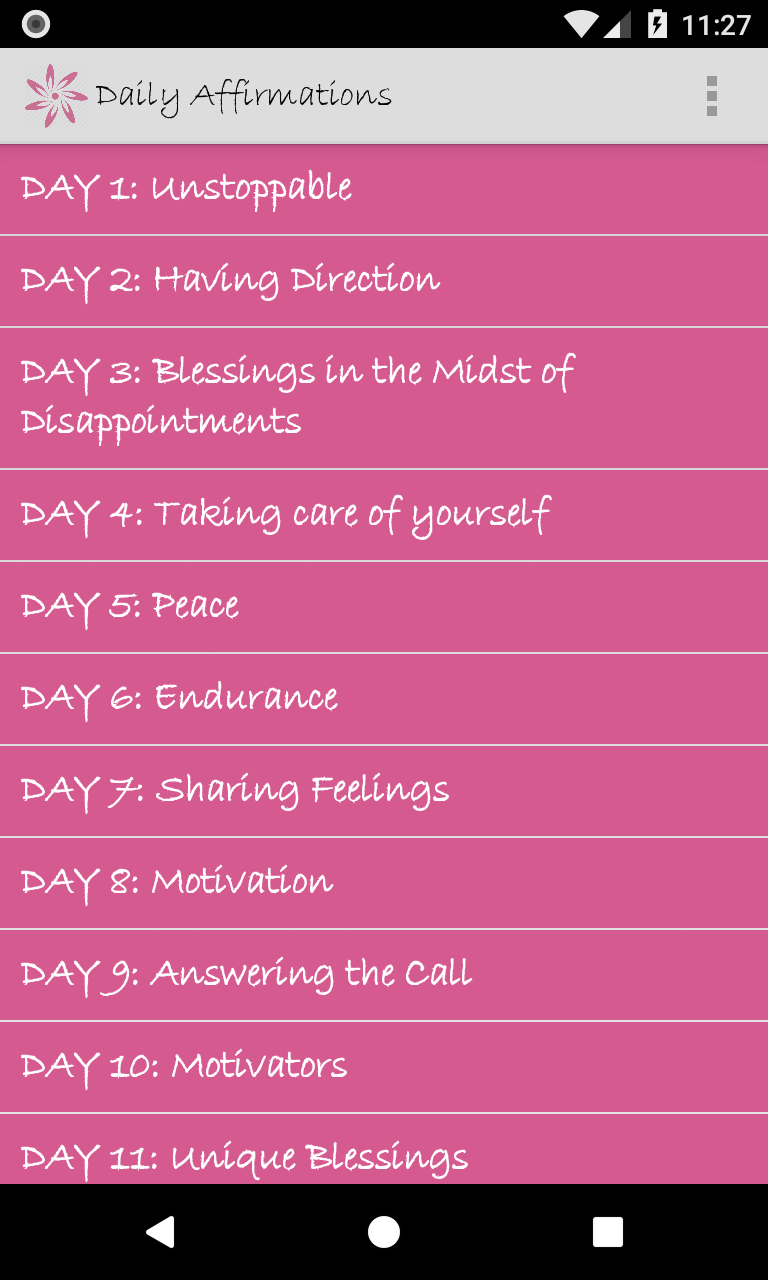 11:27
Daily Affirmations
DAY 1: Unstoppable
DAY 2: Having Direction
DAY 3: Blessings in the Midst of
Disappointments
DAY 4: Taking care of yourself
DAY 5: Peace
DAY 6: Endurance
DAY 7: Sharing Feelings
DAY 8: Motivation
DAY 9: Answering the Call
DAY 10: Motivators
DAY 11: Unique Blessings